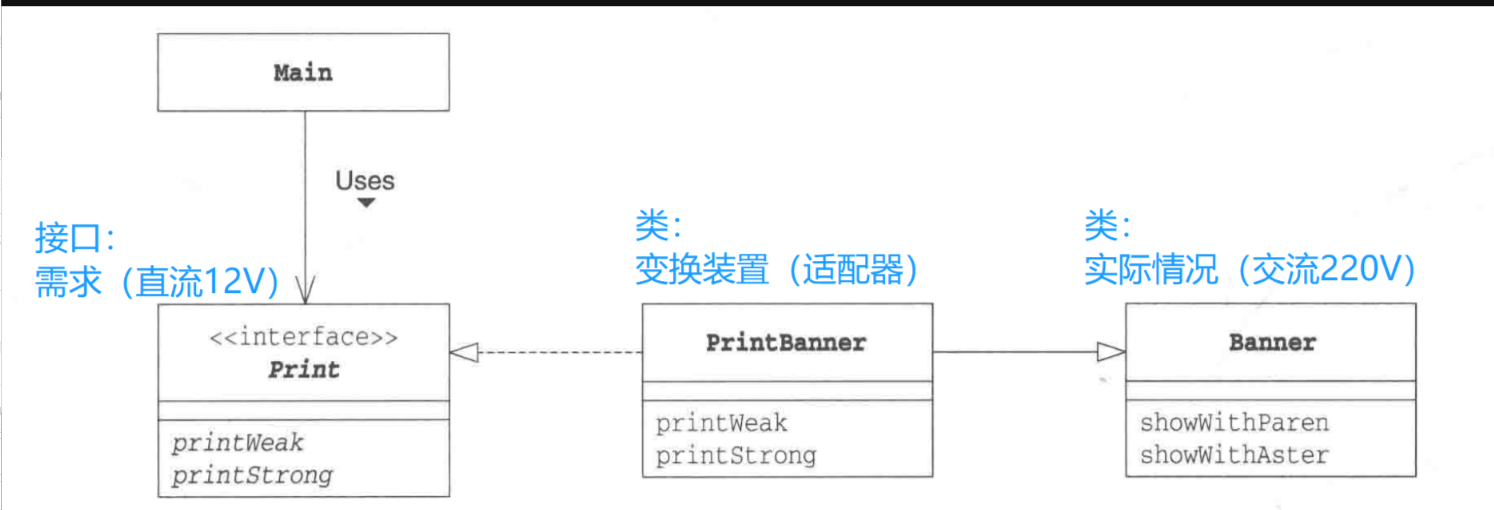 Main
Uses
接口：
需求（直流12V）
类：
变换装置（适配器）
类：
实际情况（交流220V）
<<interface>>
Print
printWeak
printStrong
PrintBanner
printWeak
printStrong
Banner
showWithParen
showWithAster